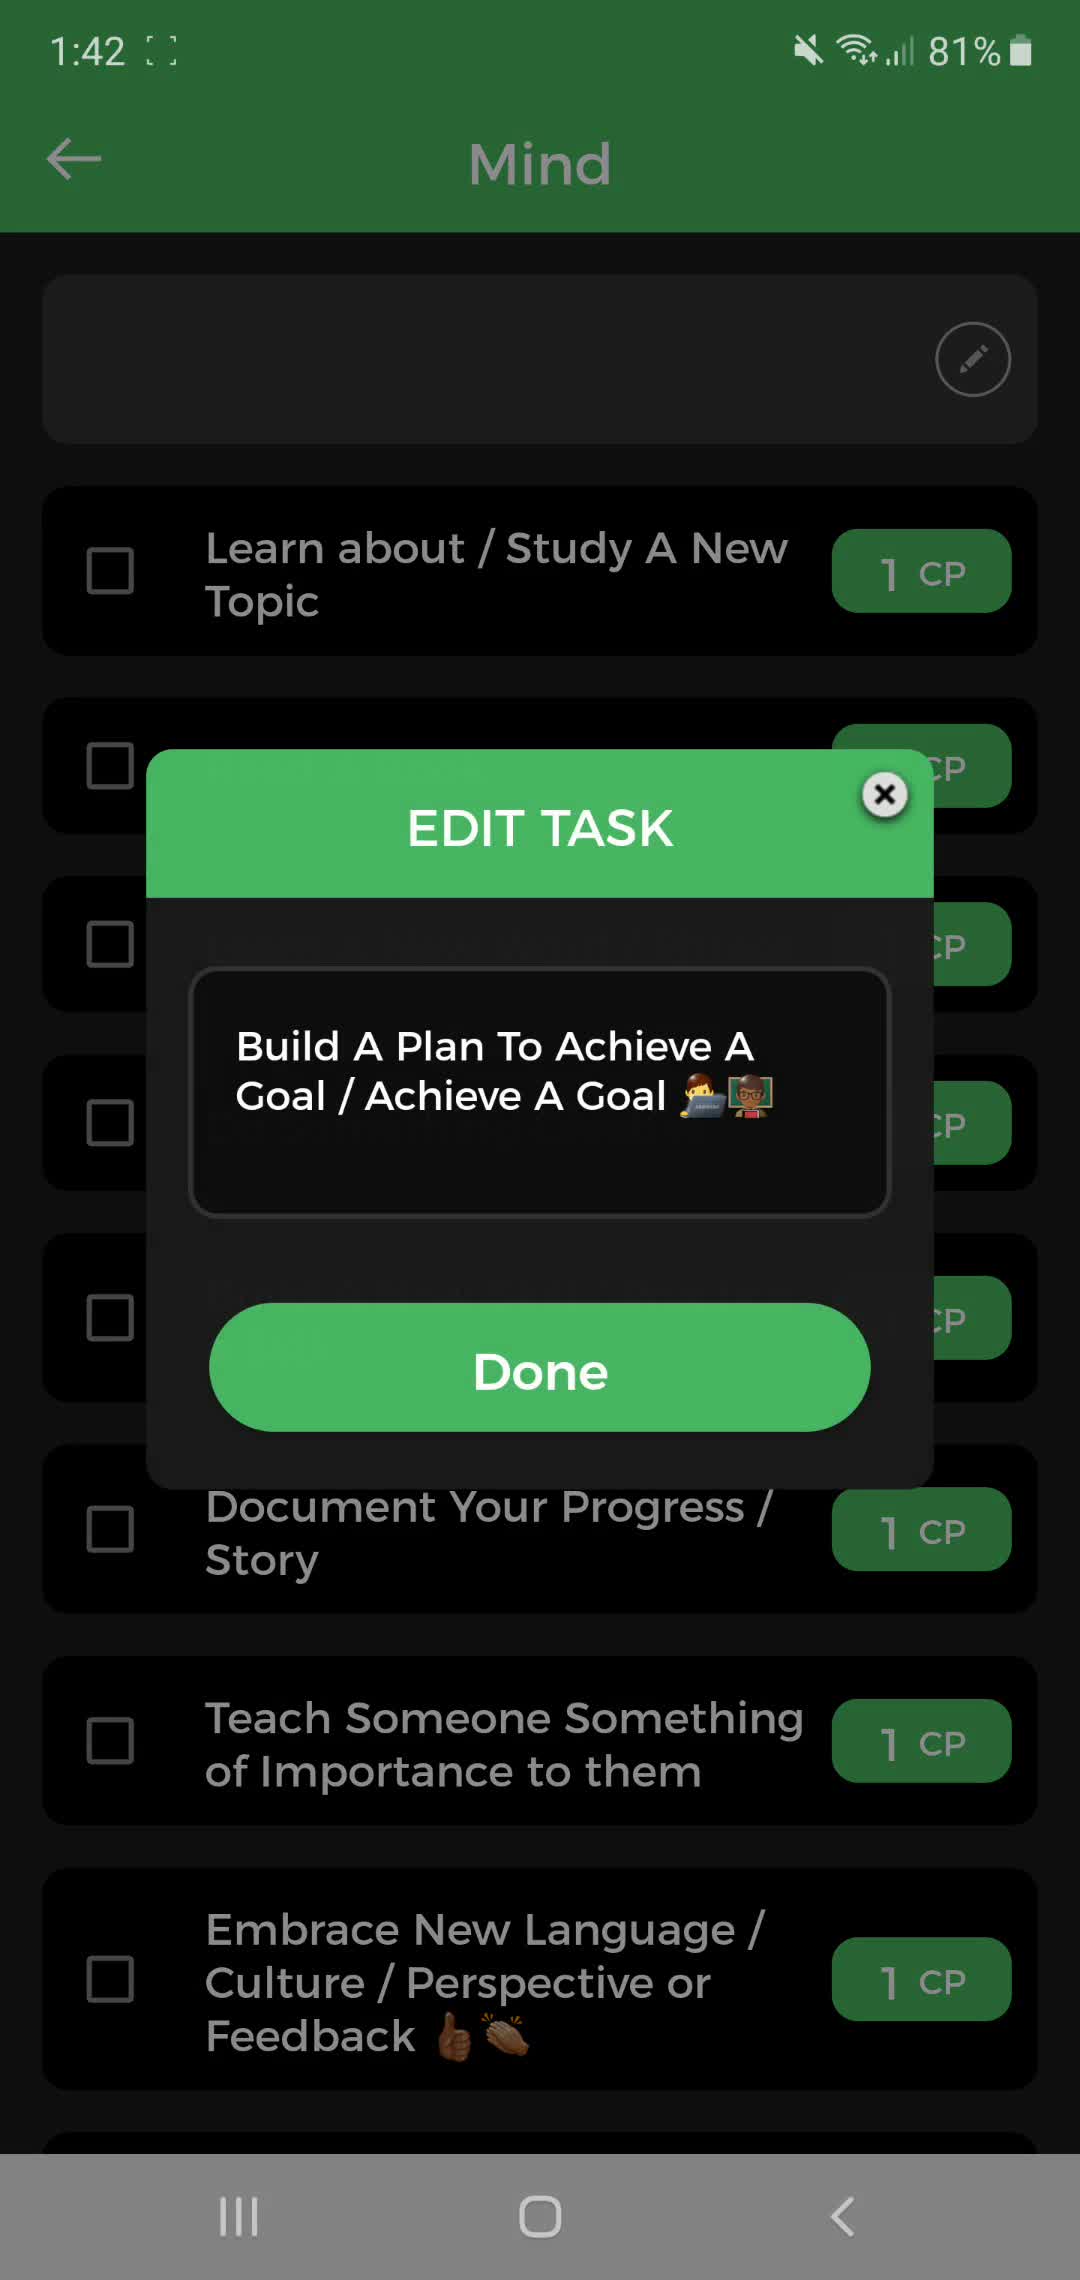 1:42
81%
Mind
Learn about / Study A New
Topic
1 CP
CP
EDIT TASK
CP
Build A Plan To Achieve A
Goal / Achieve A Goal 👨‍💻👨🏾‍🏫
CP
CP
Done
Document Your Progress /
Story
1 CP
Teach Someone Something
of Importance to them
1 CP
Embrace New Language /
Culture / Perspective or
Feedback 👍🏾👏🏾
1 CP